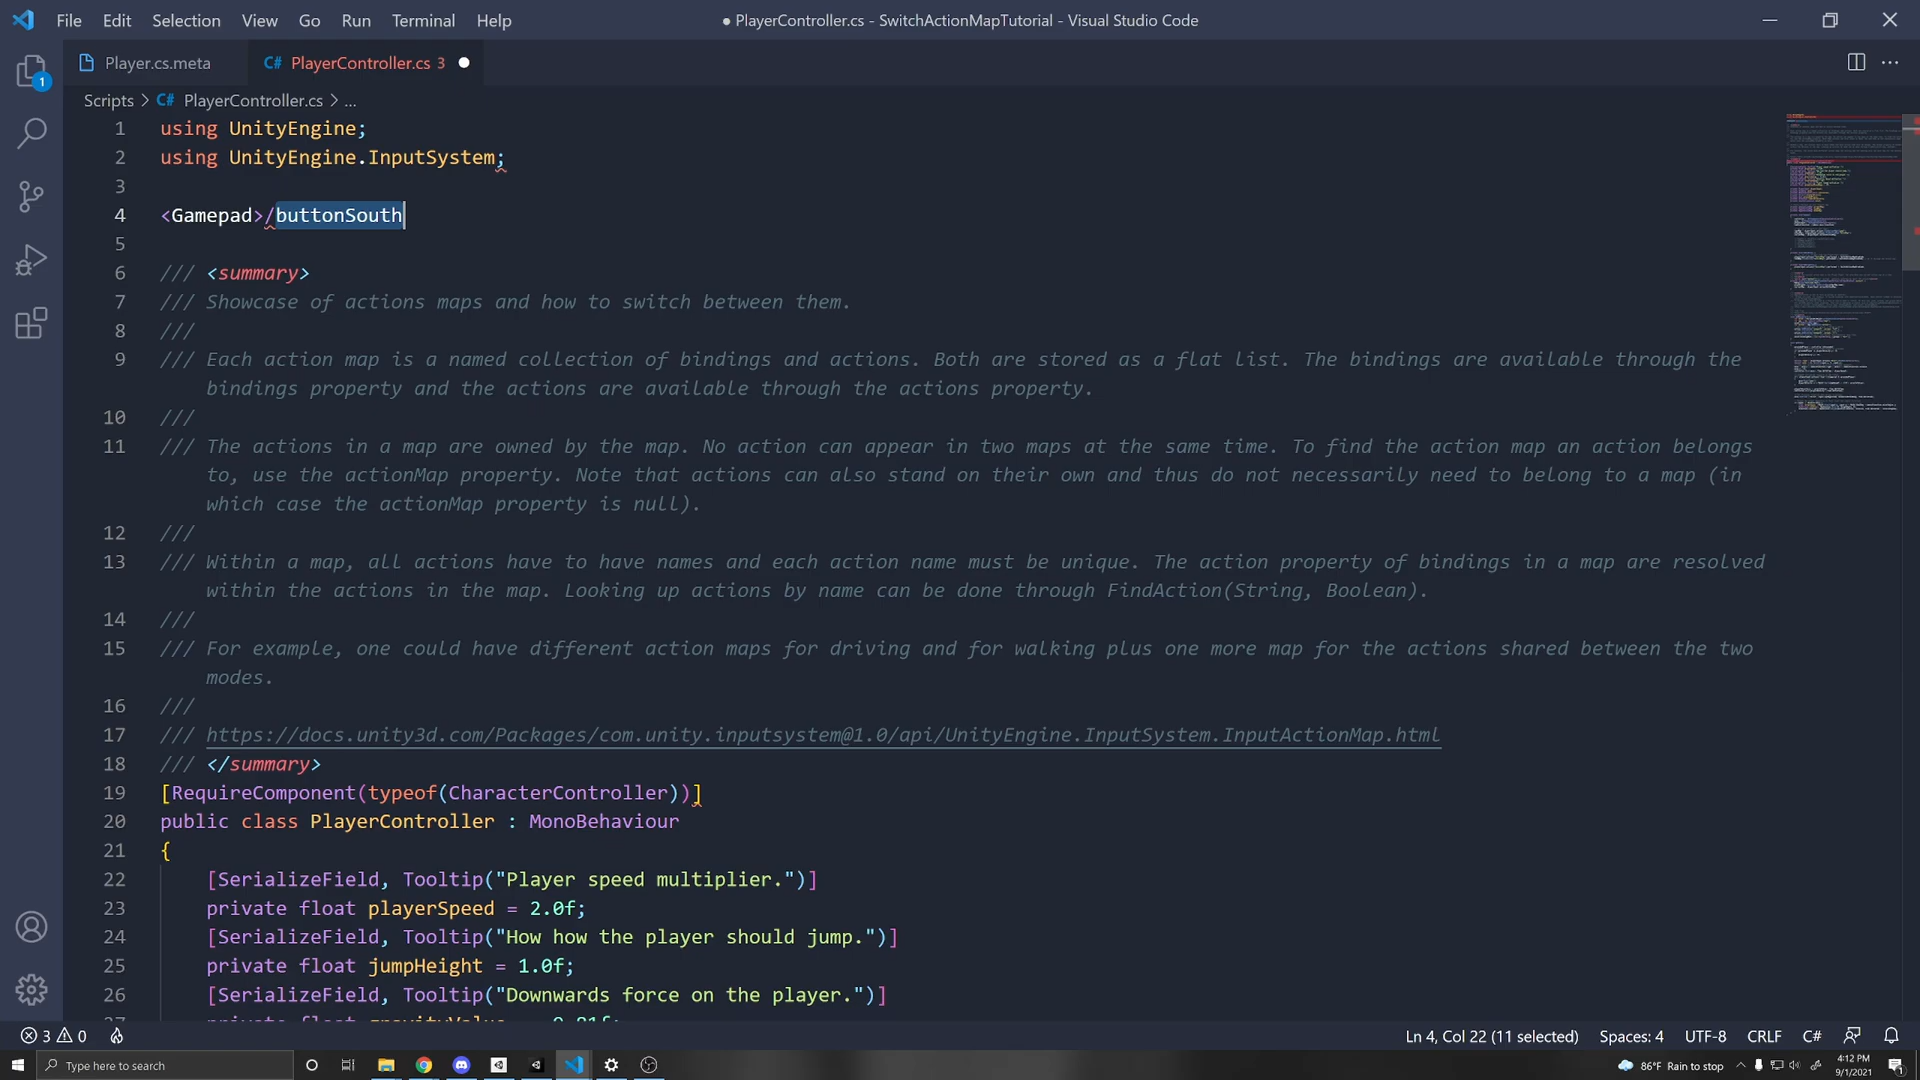 File Edit Selection View Go Run Terminal Help
● PlayerController.cs - SwitchActionMapTutorial - Visual Studio Code
1
Player.cs.meta
C# PlayerController.cs 3
Scripts > C# PlayerController.cs > ...
1 using UnityEngine;
2 using UnityEngine.InputSystem;
3
4 <Gamepad>/buttonSouth
5
6 /// <summary>
7 /// Showcase of actions maps and how to switch between them.
8 ///
9 /// Each action map is a named collection of bindings and actions. Both are stored as a flat list. The bindings are available through the
bindings property and the actions are available through the actions property.
10 ///
11 /// The actions in a map are owned by the map. No action can appear in two maps at the same time. To find the action map an action belongs
to, use the actionMap property. Note that actions can also stand on their own and thus do not necessarily need to belong to a map (in
which case the actionMap property is null).
12 ///
13 /// Within a map, all actions have to have names and each action name must be unique. The action property of bindings in a map are resolved
within the actions in the map. Looking up actions by name can be done through FindAction(String, Boolean).
14 ///
15 /// For example, one could have different action maps for driving and for walking plus one more map for the actions shared between the two
modes.
16 ///
17 /// https://docs.unity3d.com/Packages/com.unity.inputsystem@1.0/api/UnityEngine.InputSystem.InputActionMap.html
18 /// </summary>
19 [RequireComponent(typeof(CharacterController))]
20 public class PlayerController : MonoBehaviour
21 {
22 [SerializeField, Tooltip("Player speed multiplier.")]
23 private float playerSpeed = 2.0f;
24 [SerializeField, Tooltip("How how the player should jump.")]
25 private float jumpHeight = 1.0f;
26 [SerializeField, Tooltip("Downwards force on the player.")]
3 0
Ln 4, Col 22 (11 selected) Spaces: 4 UTF-8 CRLF C#
Type here to search
86°F Rain to stop
4:12 PM
9/1/2021